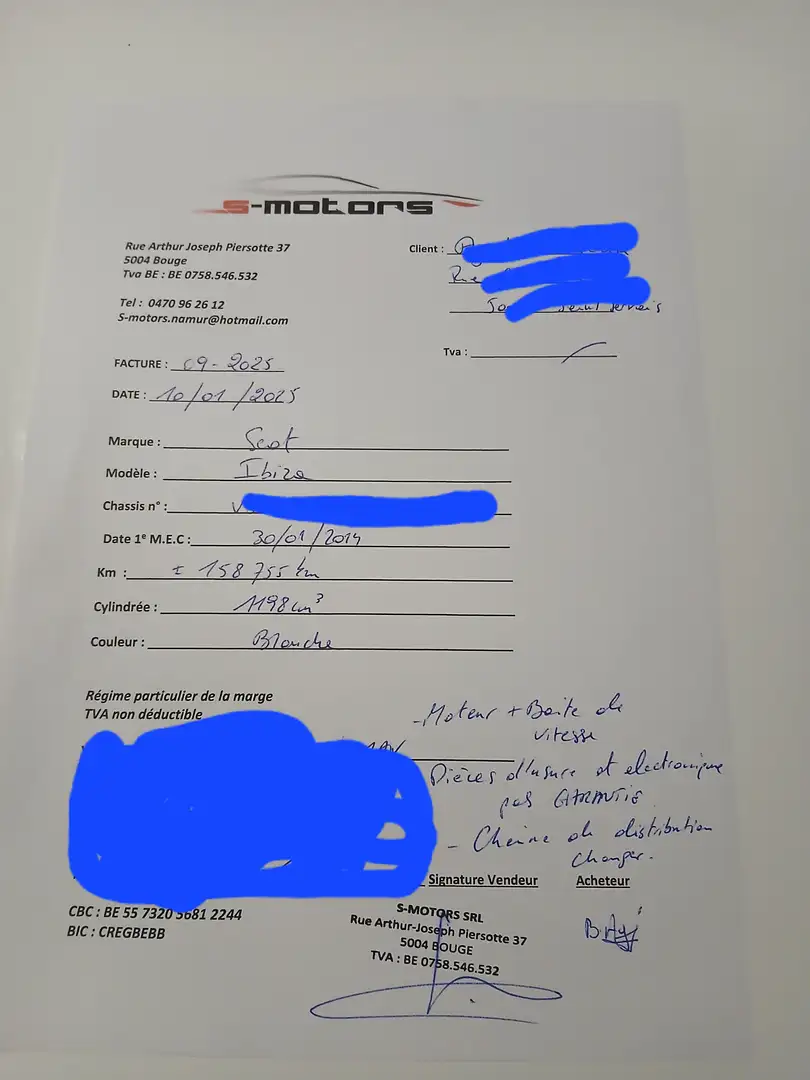 S-motors
Rue Arthur Joseph Piersotte 37
5004 Bouge
Tva BE : BE 0758.546.532
Tel : 0470 96 26 12
S-motors.namur@hotmail.com
Client :
Rue
Tva :
FACTURE : 09-2025
DATE : 10/01/2025
Marque : Seat
Modèle : Ibiza
Chassis n° : V
Date 1e M.E.C : 30/01/2014
Km : ± 158 755 km
Cylindrée : 1198 cm³
Couleur : Blanche
Régime particulier de la marge
TVA non déductible
- Moteur + Boite de
vitesse
Pièces d'usure et electronique
pas GARANTIE
- Chaine de distribution
changer.
Signature Vendeur Acheteur
CBC : BE 55 7320 5681 2244
BIC : CREGBEBB
S-MOTORS SRL
Rue Arthur-Joseph Piersotte 37
5004 BOUGE
TVA : BE 0758.546.532